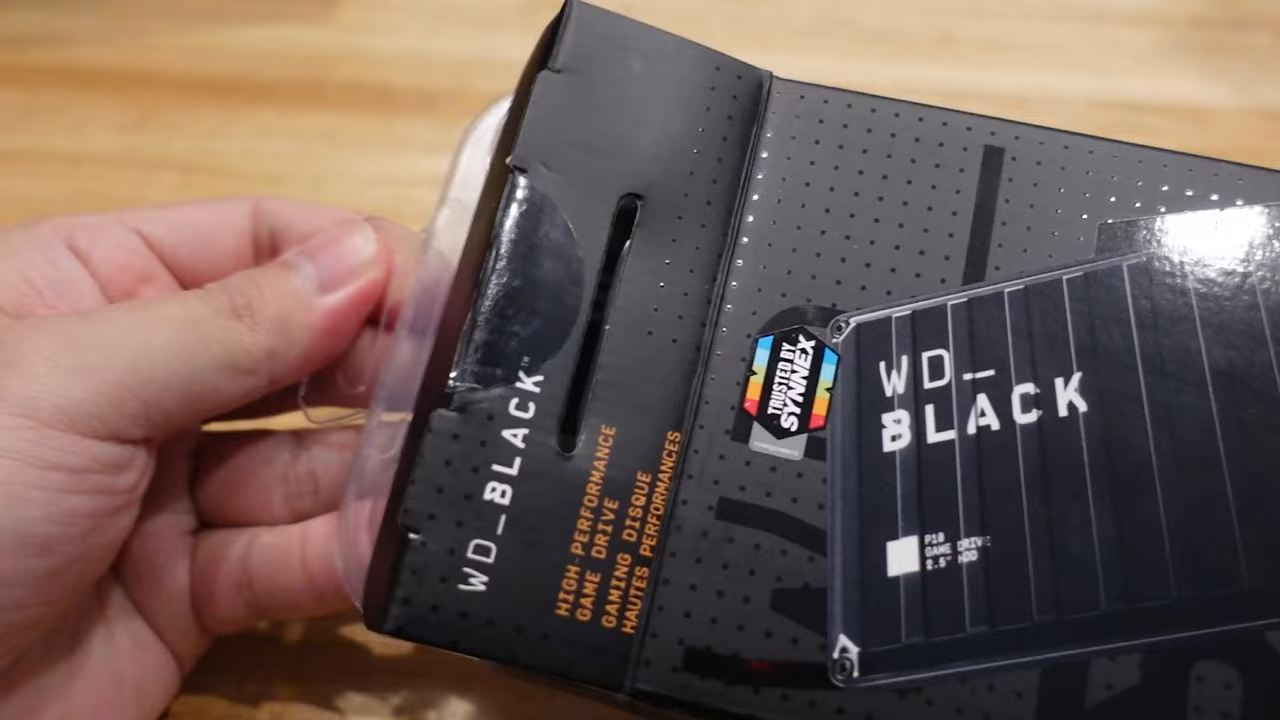 WD_BLACK™
HIGH-PERFORMANCE
GAME DRIVE
GAMING DISQUE
HAUTES PERFORMANCES
TRUSTED BY
SYNNEX
WD_
BLACK
P10
GAME DRIVE
2.5" HDD